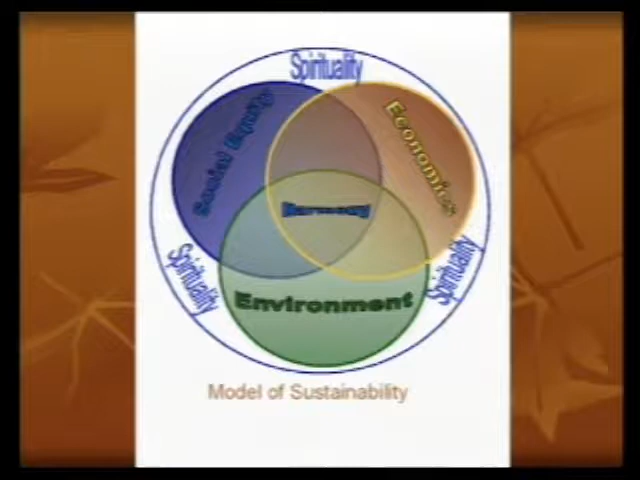 Spirituality
Social Equity
Economics
Harmony
Spirituality
Spirituality
Environment
Model of Sustainability